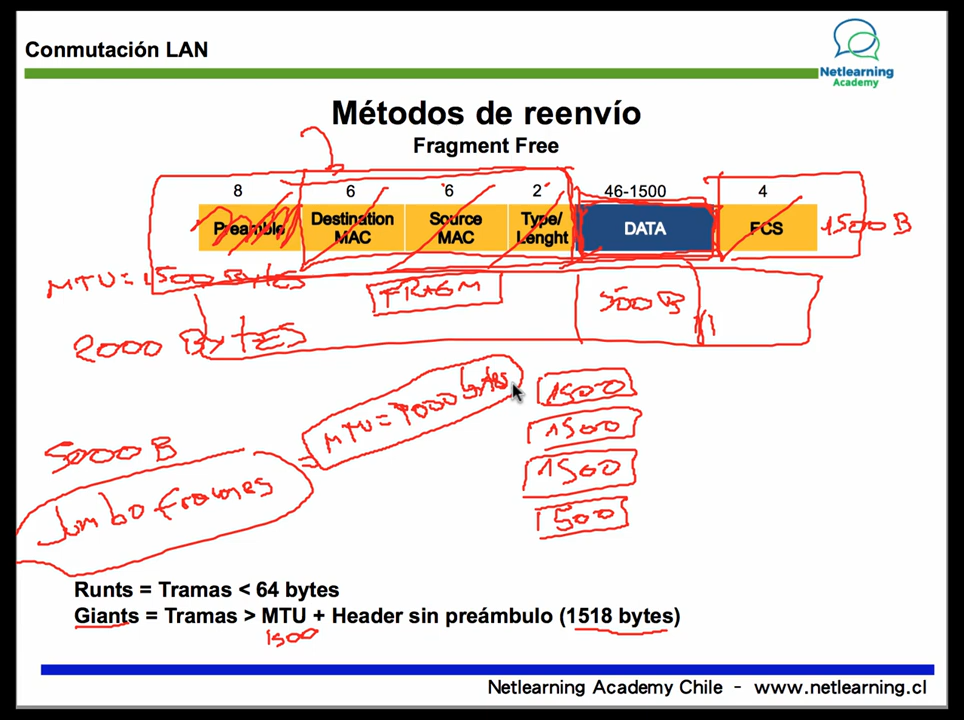 Conmutación LAN
Netlearning
Academy
Métodos de reenvío
Fragment Free
8 6 6 2 46-1500 4
Preamble Destination MAC Source MAC Type/Lenght DATA FCS 1500 B
MTU = 1500 Bytes
FRAGM
500 B
2000 BYTES
MTU = 9000 bytes
1500
1500
1500
500
5000 B
Jumbo frames
Runts = Tramas < 64 bytes
Giants = Tramas > MTU + Header sin preámbulo (1518 bytes)
1500
Netlearning Academy Chile - www.netlearning.cl